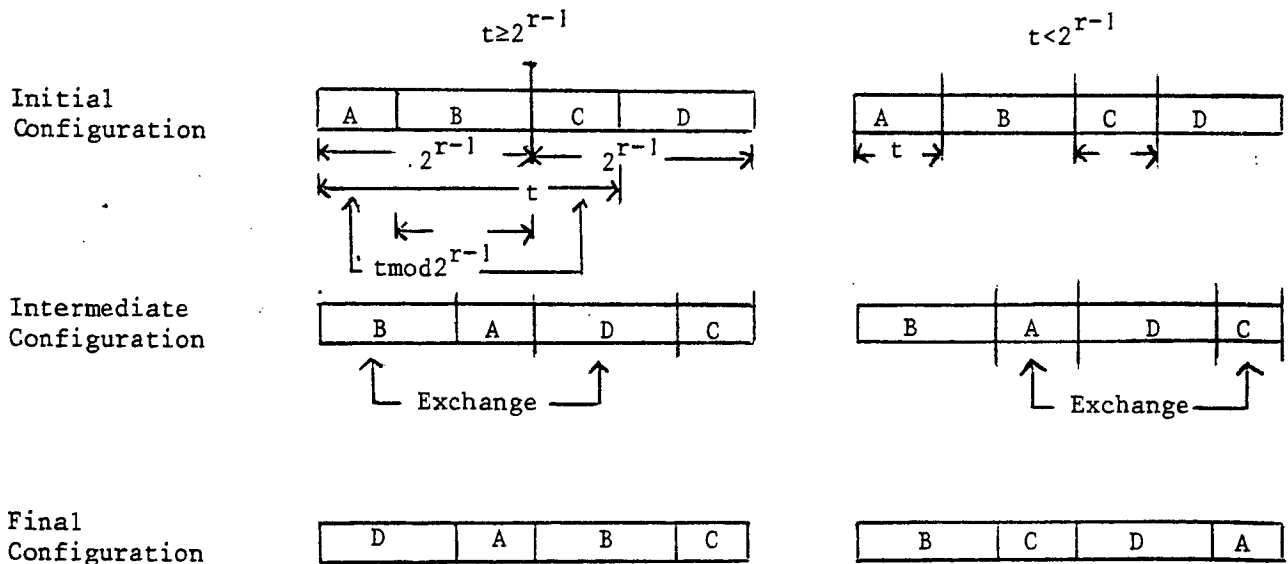 t≥2^{r-1} t<2^{r-1}
Initial
Configuration
A B C D
A B C D
2^{r-1} 2^{r-1}
t
t
tmod2^{r-1}
Intermediate
Configuration
B A D C
B A D C
Exchange
Exchange
Final
Configuration
D A B C
B C D A